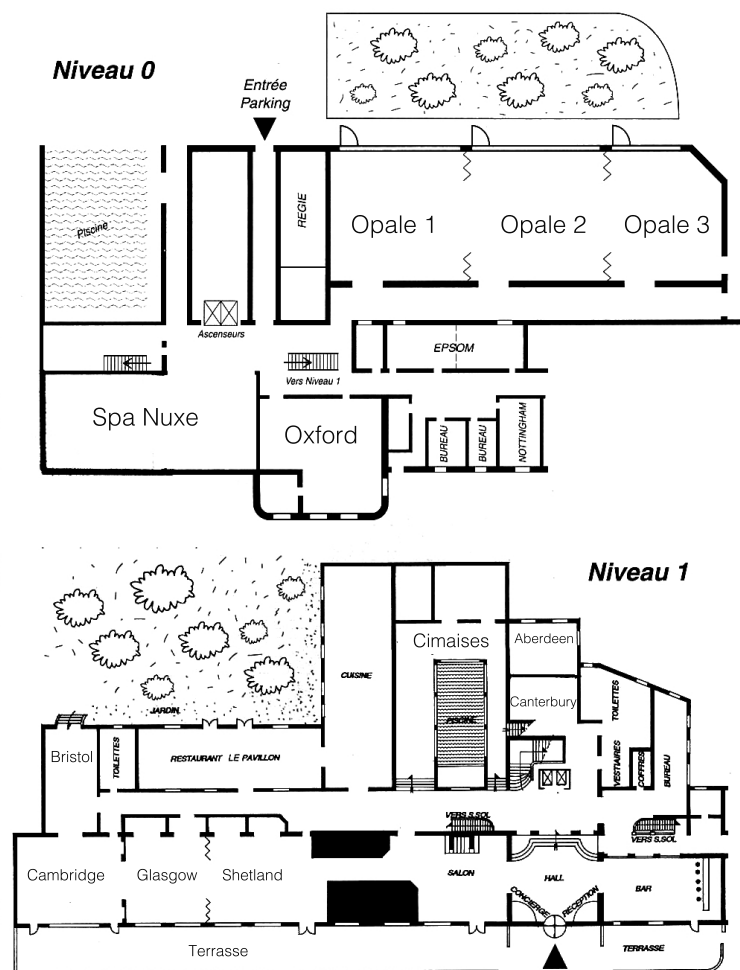 Niveau 0
Entrée
Parking
Piscine
REGIE
Opale 1
Opale 2
Opale 3
Ascenseurs
Vers Niveau 1
EPSOM
Spa Nuxe
Oxford
BUREAU
BUREAU
NOTTINGHAM
Niveau 1
Cimaises
Aberdeen
CUISINE
Canterbury
JARDIN
PISCINE
TOILETTES
Bristol
TOILETTES
RESTAURANT LE PAVILLON
VESTIAIRES
COFFRES
BUREAU
VERS S.SOL
VERS S.SOL
Cambridge
Glasgow
Shetland
SALON
HALL
BAR
CONCIERGE
RECEPTION
Terrasse
TERRASSE